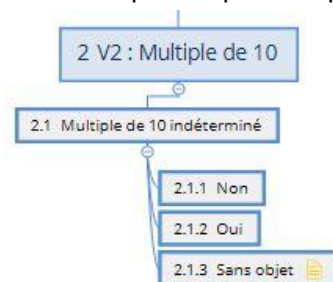 2 V2 : Multiple de 10
2.1 Multiple de 10 indéterminé
2.1.1 Non
2.1.2 Oui
2.1.3 Sans objet